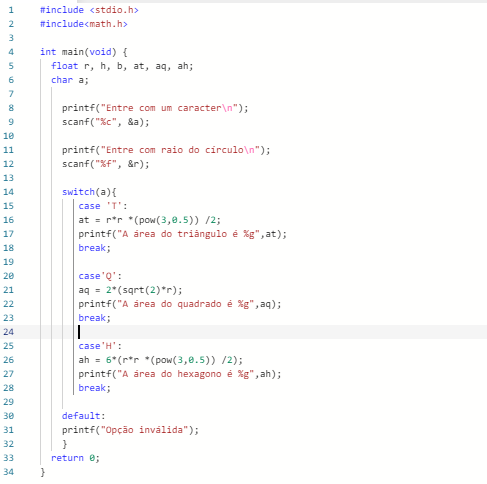 1 #include <stdio.h>
2 #include<math.h>
3
4 int main(void) {
5 float r, h, b, at, aq, ah;
6 char a;
7
8 printf("Entre com um caracter\n");
9 scanf("%c", &a);
10
11 printf("Entre com raio do círculo\n");
12 scanf("%f", &r);
13
14 switch(a){
15 case 'T':
16 at = r*r *(pow(3,0.5)) /2;
17 printf("A área do triângulo é %g",at);
18 break;
19
20 case'Q':
21 aq = 2*(sqrt(2)*r);
22 printf("A área do quadrado é %g",aq);
23 break;
24
25 case'H':
26 ah = 6*(r*r *(pow(3,0.5)) /2);
27 printf("A área do hexagono é %g",ah);
28 break;
29
30 default:
31 printf("Opção inválida");
32 }
33 return 0;
34 }